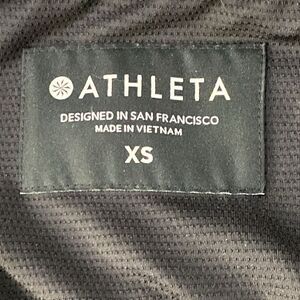 ATHLETA
DESIGNED IN SAN FRANCISCO
MADE IN VIETNAM
XS